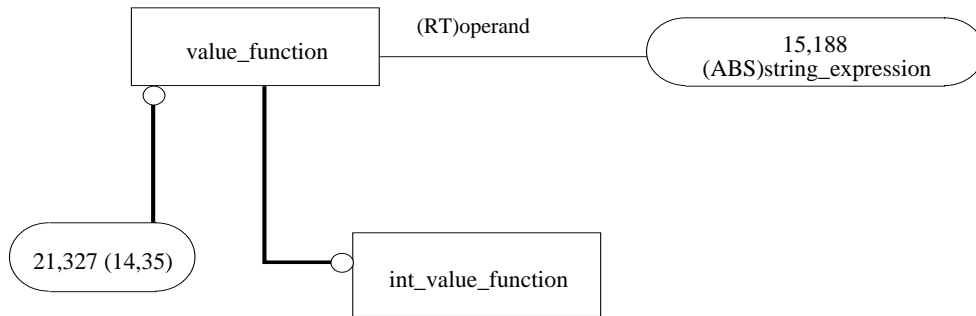 (RT)operand
value_function
15,188
(ABS)string_expression
21,327 (14,35)
int_value_function